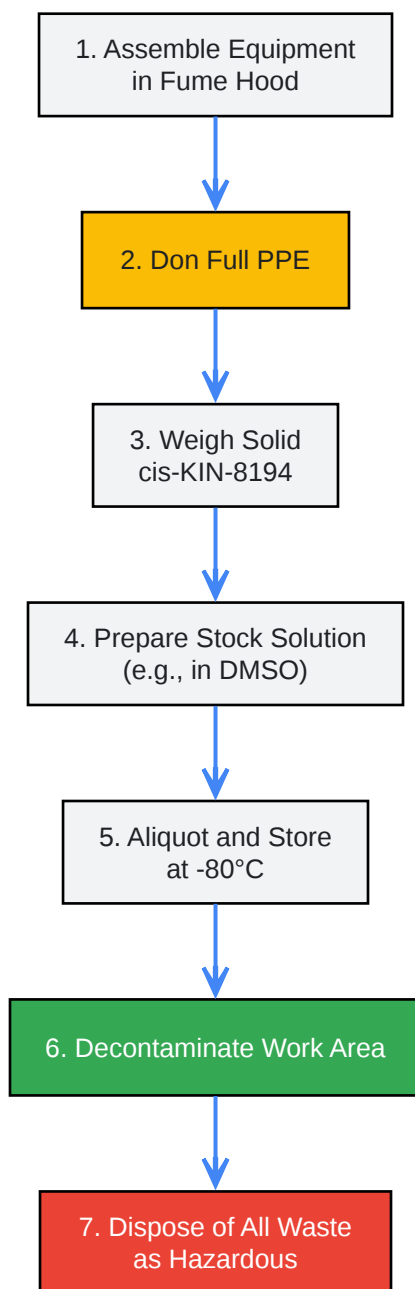 1. Assemble Equipment
in Fume Hood
2. Don Full PPE
3. Weigh Solid
cis-KIN-8194
4. Prepare Stock Solution
(e.g., in DMSO)
5. Aliquot and Store
at -80°C
6. Decontaminate Work Area
7. Dispose of All Waste
as Hazardous